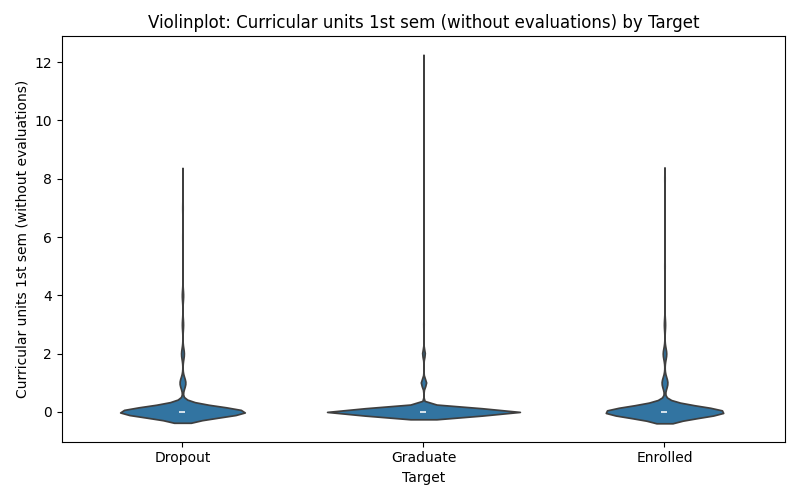 Violinplot: Curricular units 1st sem (without evaluations) by Target
Curricular units 1st sem (without evaluations)
12
10
8
6
4
2
0
Dropout Graduate Enrolled
Target